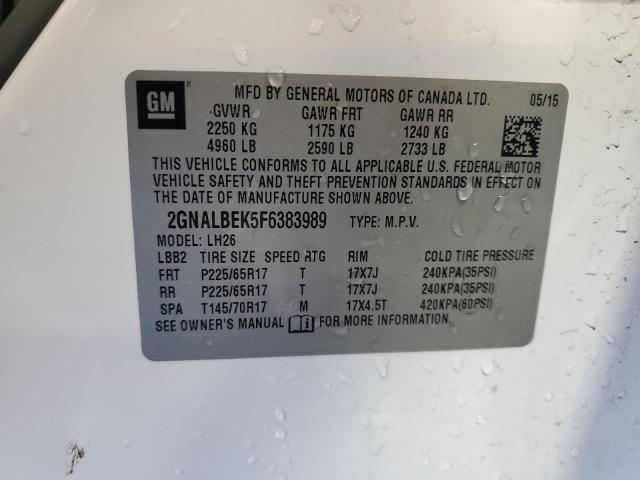 GM
MFD BY GENERAL MOTORS OF CANADA LTD. 05/15
GVWR GAWR FRT GAWR RR
2250 KG 1175 KG 1240 KG
4960 LB 2590 LB 2733 LB
THIS VEHICLE CONFORMS TO ALL APPLICABLE U.S. FEDERAL MOTOR
VEHICLE SAFETY AND THEFT PREVENTION STANDARDS IN EFFECT ON
THE DATE OF MANUFACTURE SHOWN ABOVE.
2GNALBEK5F6383989 TYPE: M.P.V.
MODEL: LH26
LBB2 TIRE SIZE SPEED RTG RIM COLD TIRE PRESSURE
FRT P225/65R17 T 17X7J 240KPA(35PSI)
RR P225/65R17 T 17X7J 240KPA(35PSI)
SPA T145/70R17 M 17X4.5T 420KPA(60PSI)
SEE OWNER'S MANUAL FOR MORE INFORMATION.